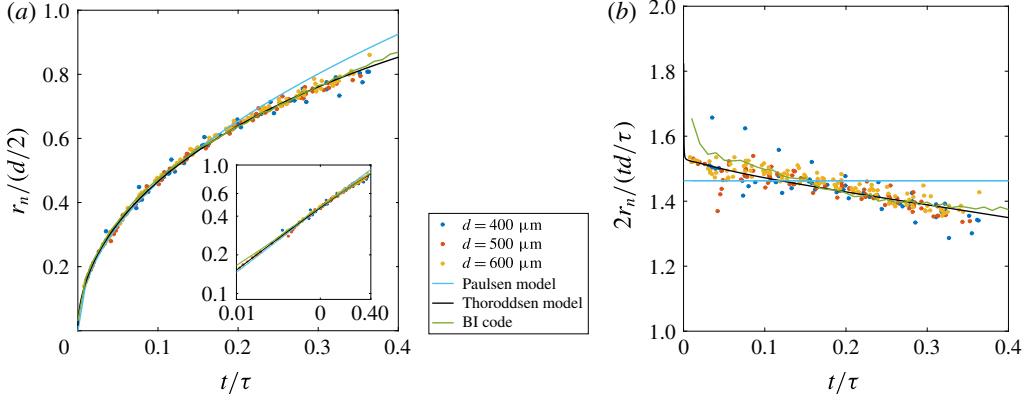 (a)
1.0
0.8
0.6
0.4
0.2
0
0.1
0.2
0.3
0.4
r_n/(d/2)
t/τ
1.0
0.6
0.4
0.2
0.1
0.01
0
0.40
d = 400 μm
d = 500 μm
d = 600 μm
Paulsen model
Thoroddsen model
BI code
(b)
2.0
1.8
1.6
1.4
1.2
1.0
0
0.1
0.2
0.3
0.4
2r_n/(td/τ)
t/τ